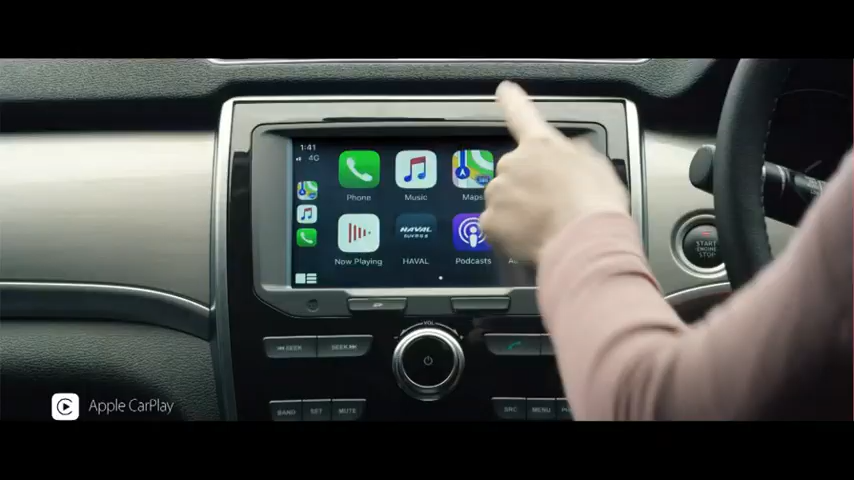 1:41
4G
Phone
Music
Maps
Now Playing
HAVAL
HAVAL
Podcasts
START
ENGINE
STOP
VOL
SEEK
SEEK
BAND
SET
MUTE
SRC
MENU
Apple CarPlay